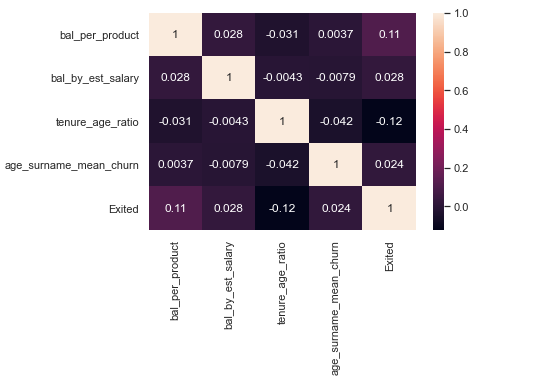 1.0
bal_per_product 1 0.028 -0.031 0.0037 0.11
0.8
bal_by_est_salary 0.028 1 -0.0043 -0.0079 0.028
0.6
tenure_age_ratio -0.031 -0.0043 1 -0.042 -0.12
0.4
age_surname_mean_churn 0.0037 -0.0079 -0.042 1 0.024
0.2
Exited 0.11 0.028 -0.12 0.024 1
0.0
bal_per_product
bal_by_est_salary
tenure_age_ratio
age_surname_mean_churn
Exited